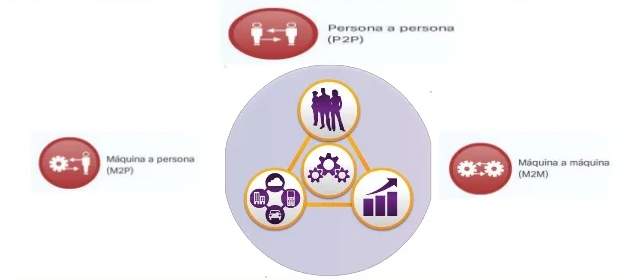 Persona a persona
(P2P)
Máquina a persona
(M2P)
Máquina a máquina
(M2M)